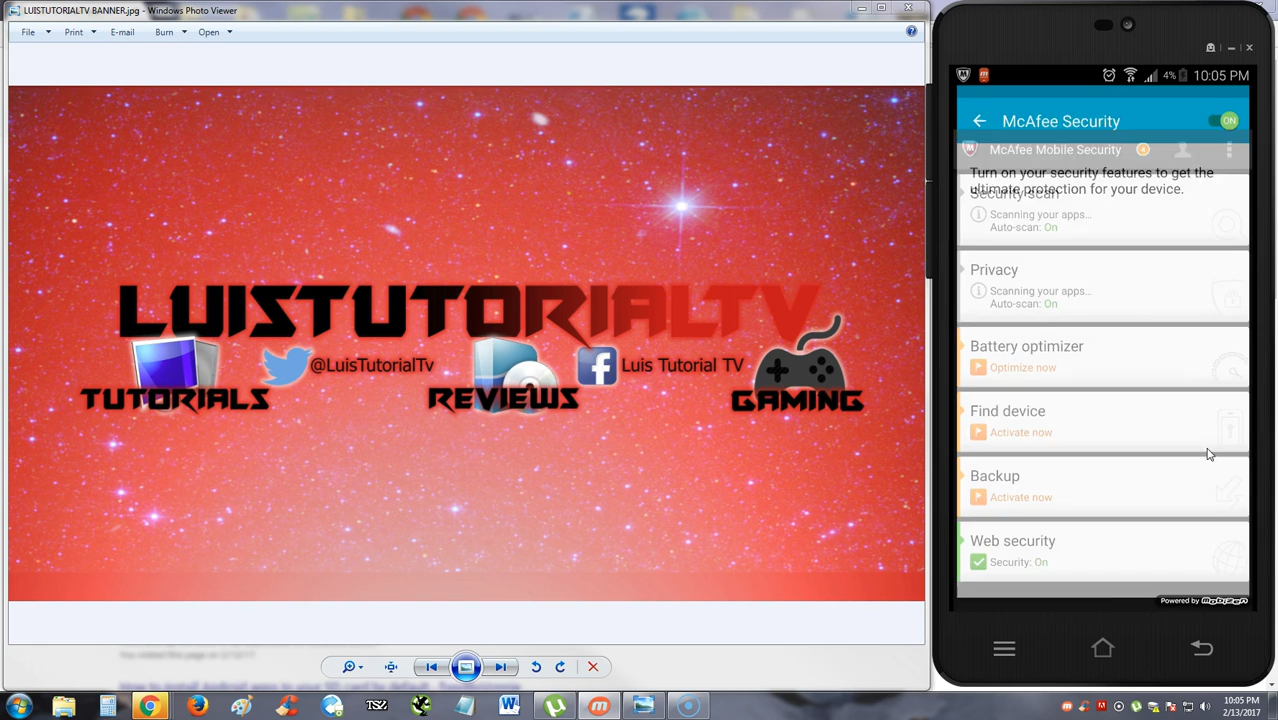 LUISTUTORIALTV BANNER.jpg - Windows Photo Viewer
File Print E-mail Burn Open
LUISTUTORIALTV
@LuisTutorialTv Luis Tutorial TV
TUTORIALS REVIEWS GAMING
4% 10:05 PM
McAfee Security ON
McAfee Mobile Security
Turn on your security features to get the
ultimate protection for your device.
Security scan
Scanning your apps...
Auto-scan: On
Privacy
Scanning your apps...
Auto-scan: On
Battery optimizer
Optimize now
Find device
Activate now
Backup
Activate now
Web security
Security: On
Powered by mobizen
10:05 PM
2/13/2017